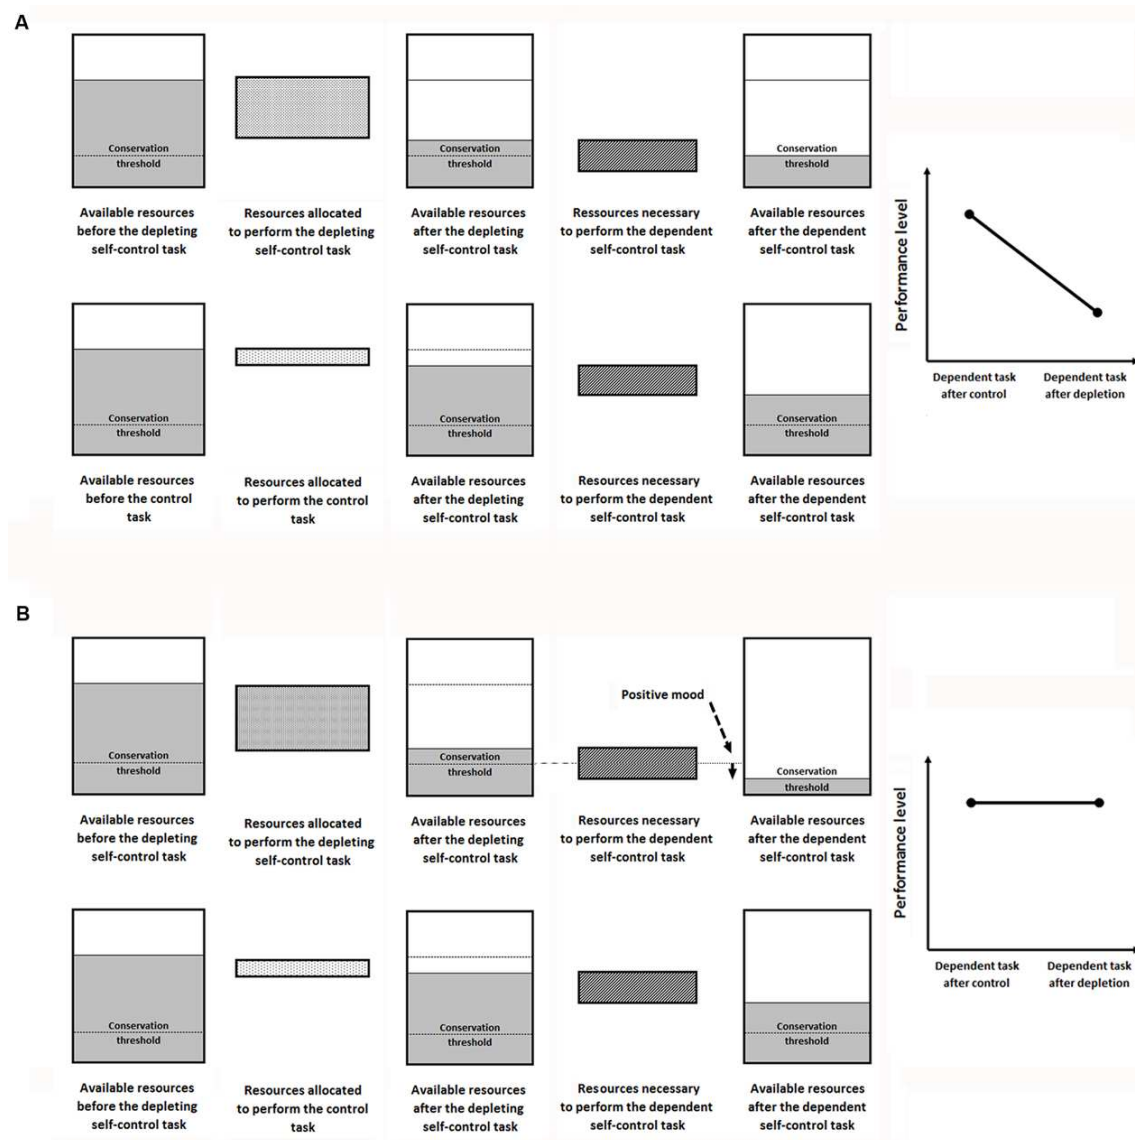 A
Conservation
threshold
Available resources
before the depleting
self-control task
Resources allocated
to perform the depleting
self-control task
Conservation
threshold
Available resources
after the depleting
self-control task
Ressources necessary
to perform the dependent
self-control task
Conservation
threshold
Available resources
after the dependent
self-control task
Performance level
Dependent task
after control
Dependent task
after depletion
Conservation
threshold
Available resources
before the control
task
Resources allocated
to perform the control
task
Conservation
threshold
Available resources
after the depleting
self-control task
Ressources necessary
to perform the dependent
self-control task
Conservation
threshold
Available resources
after the dependent
self-control task
B
Conservation
threshold
Available resources
before the depleting
self-control task
Resources allocated
to perform the depleting
self-control task
Conservation
threshold
Available resources
after the depleting
self-control task
Positive mood
Resources necessary
to perform the dependent
self-control task
Conservation
threshold
Available resources
after the dependent
self-control task
Performance level
Dependent task
after control
Dependent task
after depletion
Conservation
threshold
Available resources
before the depleting
self-control task
Resources allocated
to perform the control
task
Conservation
threshold
Available resources
after the depleting
self-control task
Resources necessary
to perform the dependent
self-control task
Conservation
threshold
Available resources
after the dependent
self-control task